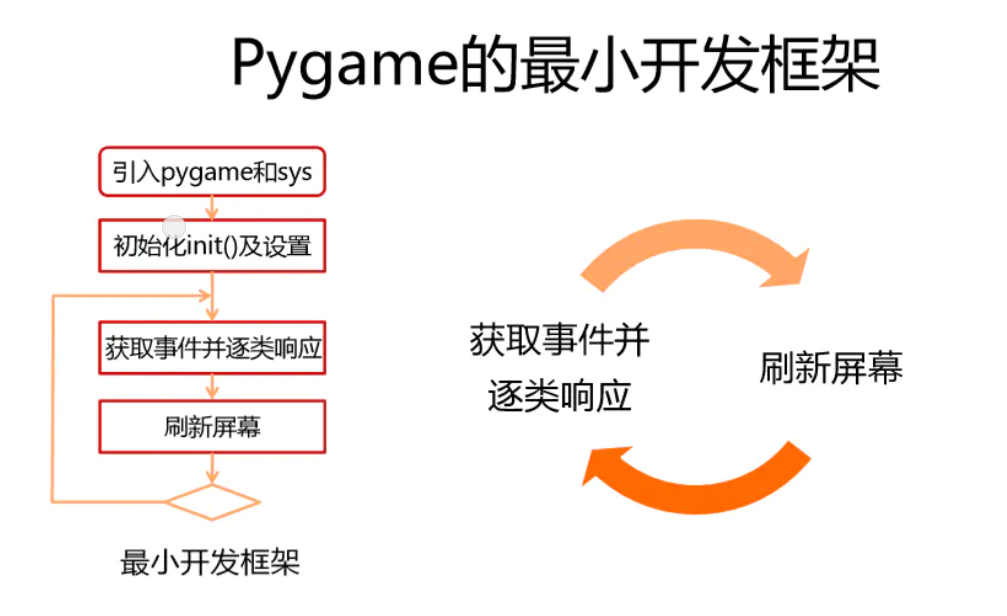 Pygame的最小开发框架
引入pygame和sys
初始化init()及设置
获取事件并逐类响应
刷新屏幕
最小开发框架
获取事件并
逐类响应
刷新屏幕